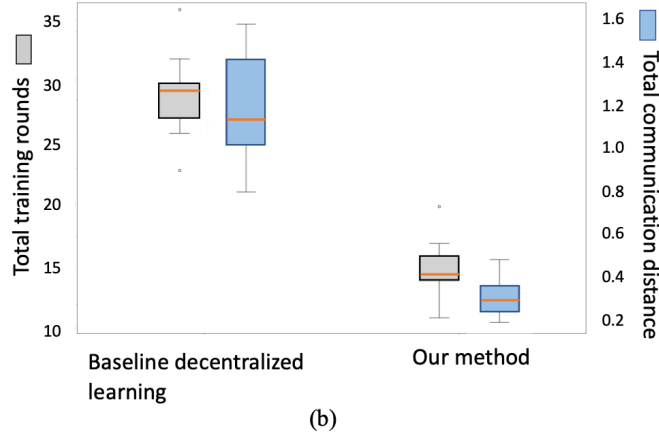 Total training rounds
35
30
25
20
15
10
1.6
1.4
1.2
1.0
0.8
0.6
0.4
0.2
Total communication distance
Baseline decentralized
learning
Our method
(b)